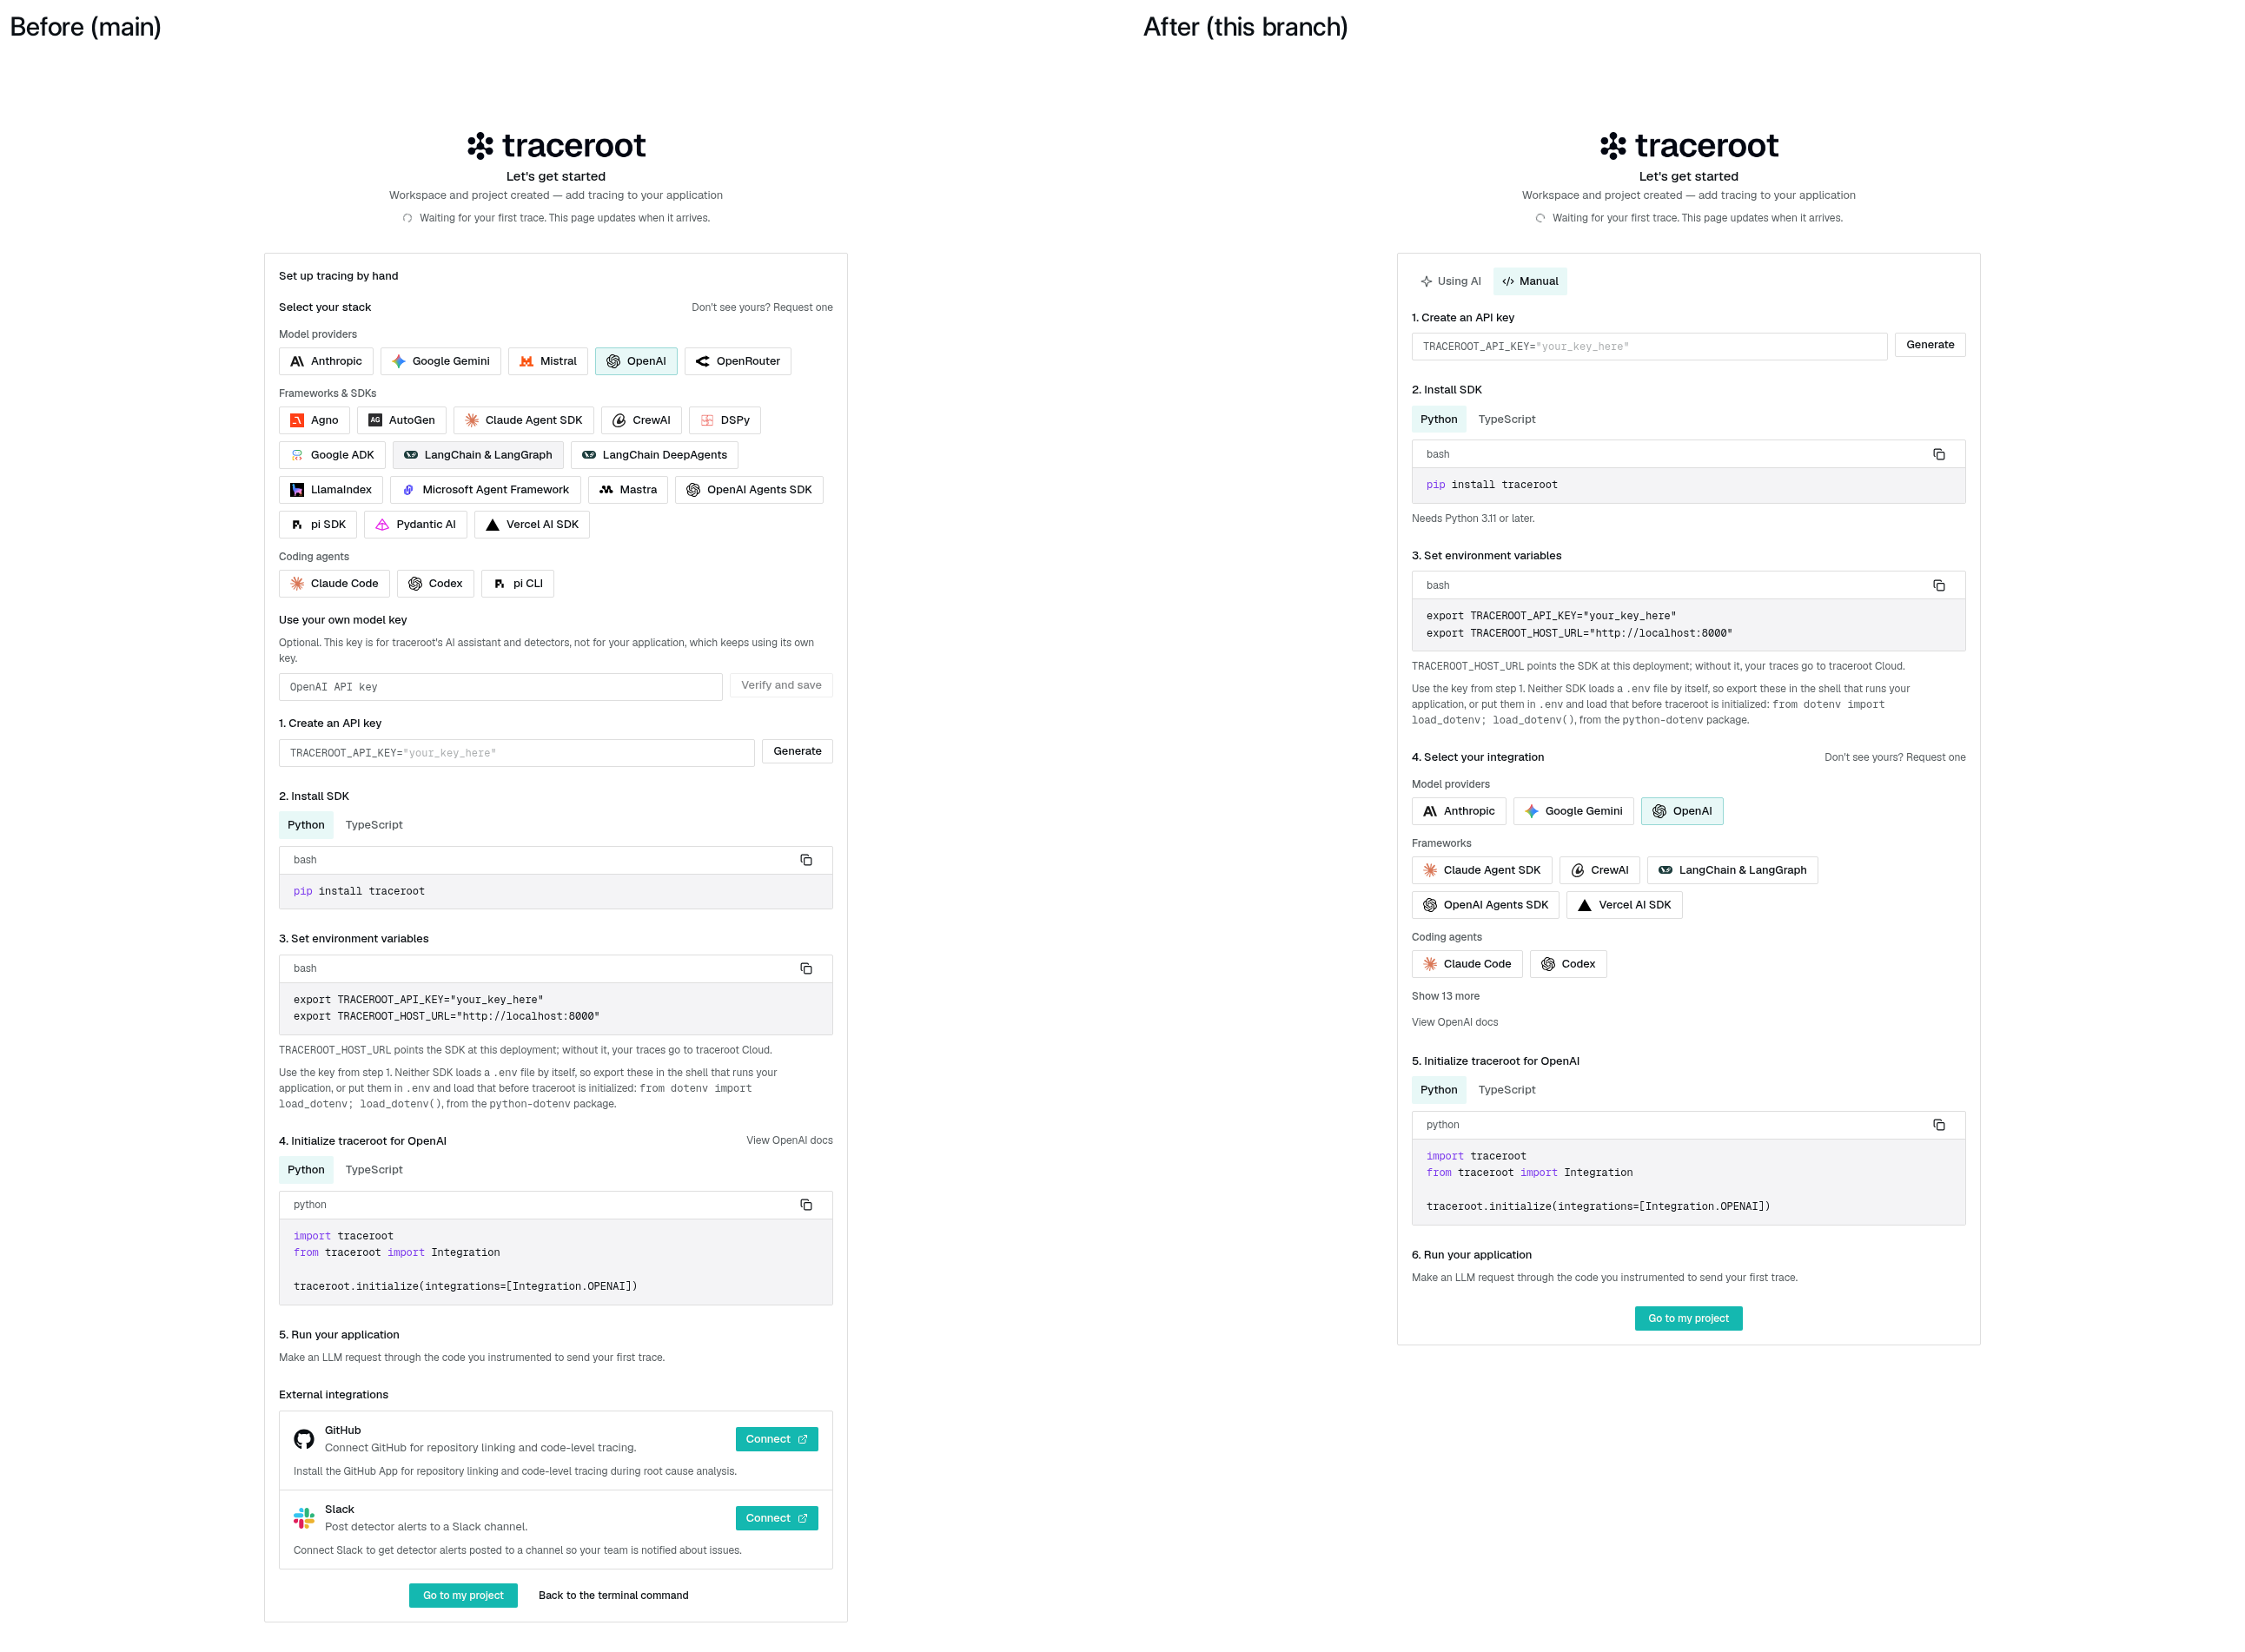 Before (main)
traceroot
Let's get started
Workspace and project created — add tracing to your application
Waiting for your first trace. This page updates when it arrives.
Set up tracing by hand
Select your stack
Don't see yours? Request one
Model providers
Anthropic
Google Gemini
Mistral
OpenAI
OpenRouter
Frameworks & SDKs
Agno
AG
AutoGen
Claude Agent SDK
CrewAI
DSPy
Google ADK
LangChain & LangGraph
LangChain DeepAgents
LlamaIndex
Microsoft Agent Framework
Mastra
OpenAI Agents SDK
pi SDK
Pydantic AI
Vercel AI SDK
Coding agents
Claude Code
Codex
pi CLI
Use your own model key
Optional. This key is for traceroot's AI assistant and detectors, not for your application, which keeps using its own
key.
OpenAI API key
Verify and save
1. Create an API key
TRACEROOT_API_KEY="your_key_here"
Generate
2. Install SDK
Python
TypeScript
bash
pip install traceroot
3. Set environment variables
bash
export TRACEROOT_API_KEY="your_key_here"
export TRACEROOT_HOST_URL="http://localhost:8000"
TRACEROOT_HOST_URL points the SDK at this deployment; without it, your traces go to traceroot Cloud.
Use the key from step 1. Neither SDK loads a .env file by itself, so export these in the shell that runs your
application, or put them in .env and load that before traceroot is initialized: from dotenv import
load_dotenv; load_dotenv(), from the python-dotenv package.
4. Initialize traceroot for OpenAI
View OpenAI docs
Python
TypeScript
python
import traceroot
from traceroot import Integration
traceroot.initialize(integrations=[Integration.OPENAI])
5. Run your application
Make an LLM request through the code you instrumented to send your first trace.
External integrations
GitHub
Connect GitHub for repository linking and code-level tracing.
Connect
Install the GitHub App for repository linking and code-level tracing during root cause analysis.
Slack
Post detector alerts to a Slack channel.
Connect
Connect Slack to get detector alerts posted to a channel so your team is notified about issues.
Go to my project
Back to the terminal command
After (this branch)
traceroot
Let's get started
Workspace and project created — add tracing to your application
Waiting for your first trace. This page updates when it arrives.
Using AI
Manual
1. Create an API key
TRACEROOT_API_KEY="your_key_here"
Generate
2. Install SDK
Python
TypeScript
bash
pip install traceroot
Needs Python 3.11 or later.
3. Set environment variables
bash
export TRACEROOT_API_KEY="your_key_here"
export TRACEROOT_HOST_URL="http://localhost:8000"
TRACEROOT_HOST_URL points the SDK at this deployment; without it, your traces go to traceroot Cloud.
Use the key from step 1. Neither SDK loads a .env file by itself, so export these in the shell that runs your
application, or put them in .env and load that before traceroot is initialized: from dotenv import
load_dotenv; load_dotenv(), from the python-dotenv package.
4. Select your integration
Don't see yours? Request one
Model providers
Anthropic
Google Gemini
OpenAI
Frameworks
Claude Agent SDK
CrewAI
LangChain & LangGraph
OpenAI Agents SDK
Vercel AI SDK
Coding agents
Claude Code
Codex
Show 13 more
View OpenAI docs
5. Initialize traceroot for OpenAI
Python
TypeScript
python
import traceroot
from traceroot import Integration
traceroot.initialize(integrations=[Integration.OPENAI])
6. Run your application
Make an LLM request through the code you instrumented to send your first trace.
Go to my project